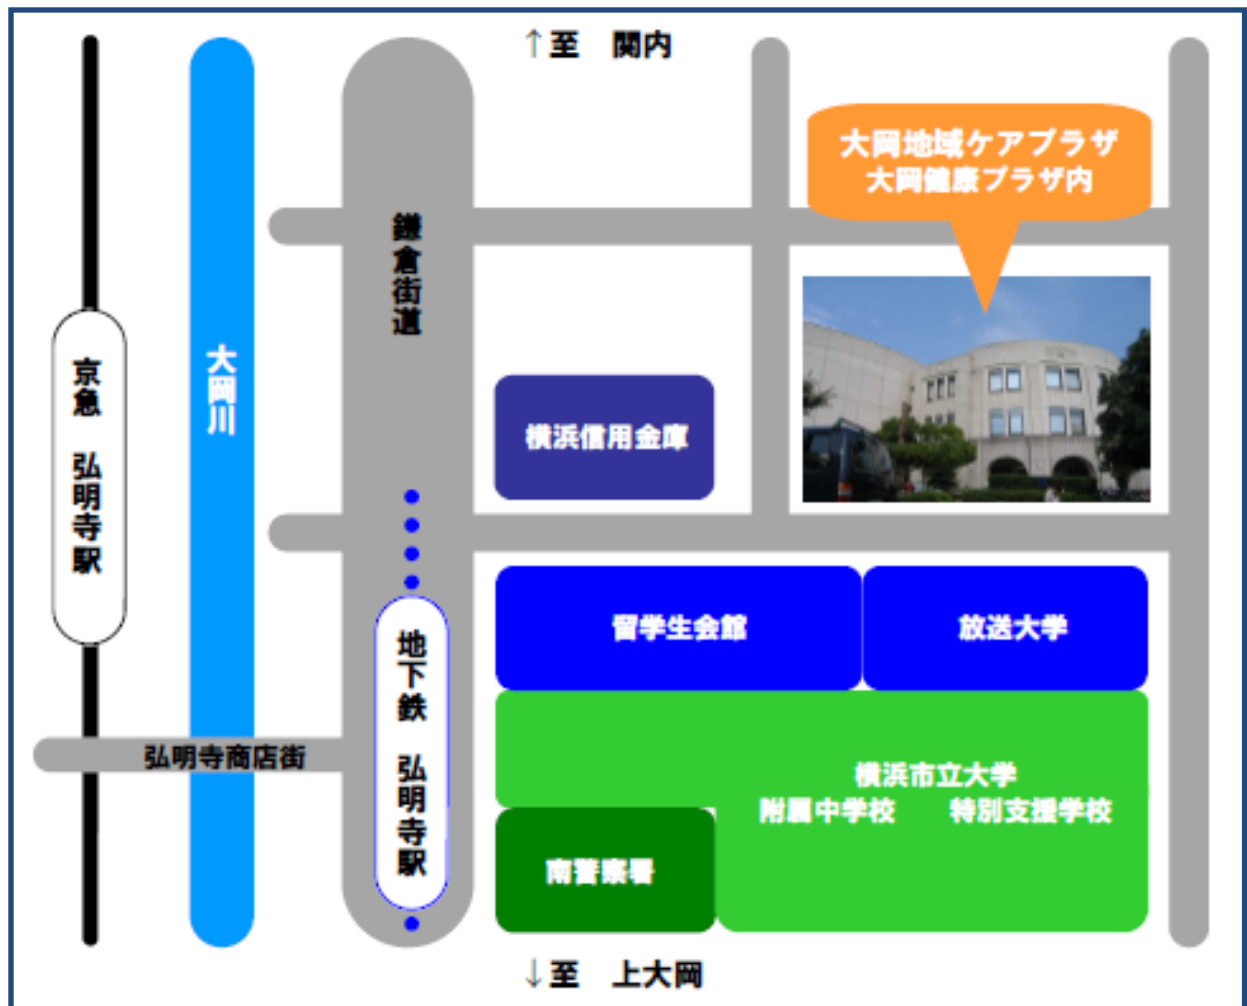 ↑至　関内
大岡地域ケアプラザ
大岡健康プラザ内
鎌倉街道
大岡川
京急　弘明寺駅
横浜信用金庫
留学生会館
放送大学
地下鉄　弘明寺駅
弘明寺商店街
横浜市立大学
附属中学校　　特別支援学校
南警察署
↓至　上大岡